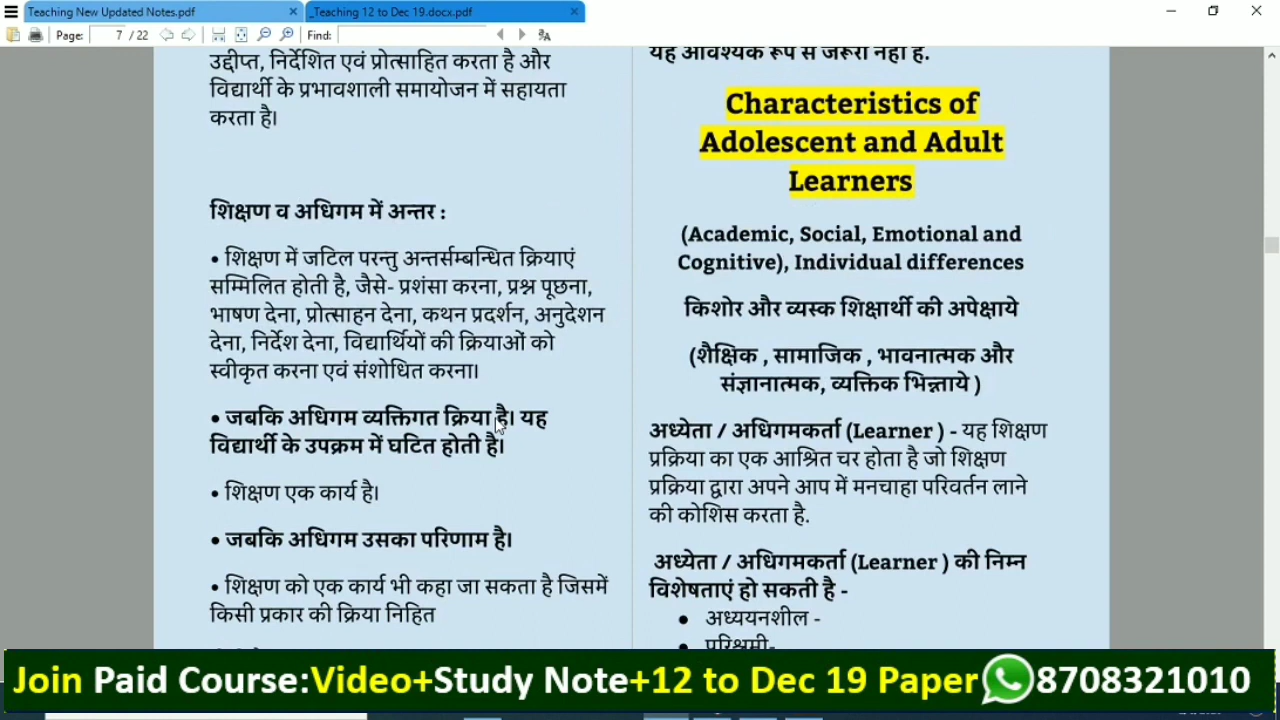 Teaching New Updated Notes.pdf
_Teaching 12 to Dec 19.docx.pdf
Page: 7 / 22
Find:
उद्दीप्त, निर्देशित एवं प्रोत्साहित करता है और
विद्यार्थी के प्रभावशाली समायोजन में सहायता
करता है।
शिक्षण व अधिगम में अन्तर :
• शिक्षण में जटिल परन्तु अन्तर्सम्बन्धित क्रियाएं
सम्मिलित होती है, जैसे- प्रशंसा करना, प्रश्न पूछना,
भाषण देना, प्रोत्साहन देना, कथन प्रदर्शन, अनुदेशन
देना, निर्देश देना, विद्यार्थियों की क्रियाओं को
स्वीकृत करना एवं संशोधित करना।
• जबकि अधिगम व्यक्तिगत क्रिया है। यह
विद्यार्थी के उपक्रम में घटित होती है।
• शिक्षण एक कार्य है।
• जबकि अधिगम उसका परिणाम है।
• शिक्षण को एक कार्य भी कहा जा सकता है जिसमें
किसी प्रकार की क्रिया निहित
यह आवश्यक रूप से जरूरी नहीं है.
Characteristics of
Adolescent and Adult
Learners
(Academic, Social, Emotional and
Cognitive), Individual differences
किशोर और व्यस्क शिक्षार्थी की अपेक्षाये
(शैक्षिक , सामाजिक , भावनात्मक और
संज्ञानात्मक, व्यक्तिक भिन्नताये )
अध्येता / अधिगमकर्ता (Learner ) - यह शिक्षण
प्रक्रिया का एक आश्रित चर होता है जो शिक्षण
प्रक्रिया द्वारा अपने आप में मनचाहा परिवर्तन लाने
की कोशिस करता है.
अध्येता / अधिगमकर्ता (Learner ) की निम्न
विशेषताएं हो सकती है -
● अध्ययनशील -
● परिश्रमी-
Join Paid Course:Video+Study Note+12 to Dec 19 Paper 8708321010